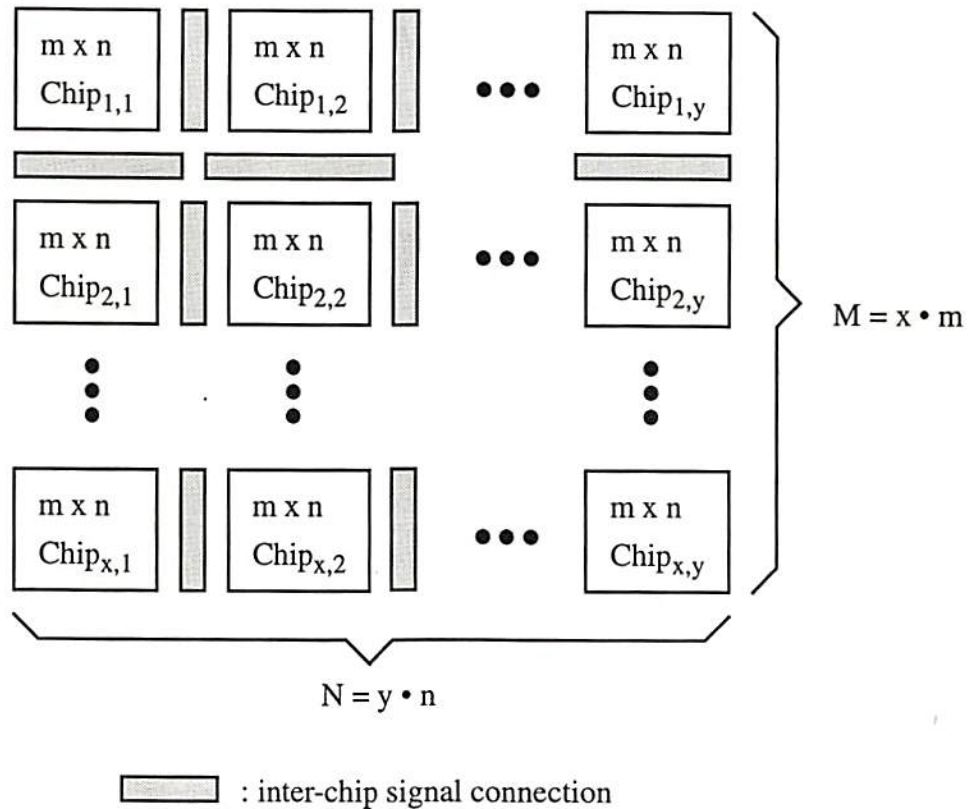 m x n
Chip1,1
m x n
Chip1,2
m x n
Chip1,y
m x n
Chip2,1
m x n
Chip2,2
m x n
Chip2,y
M = x • m
m x n
Chipx,1
m x n
Chipx,2
m x n
Chipx,y
N = y • n
: inter-chip signal connection